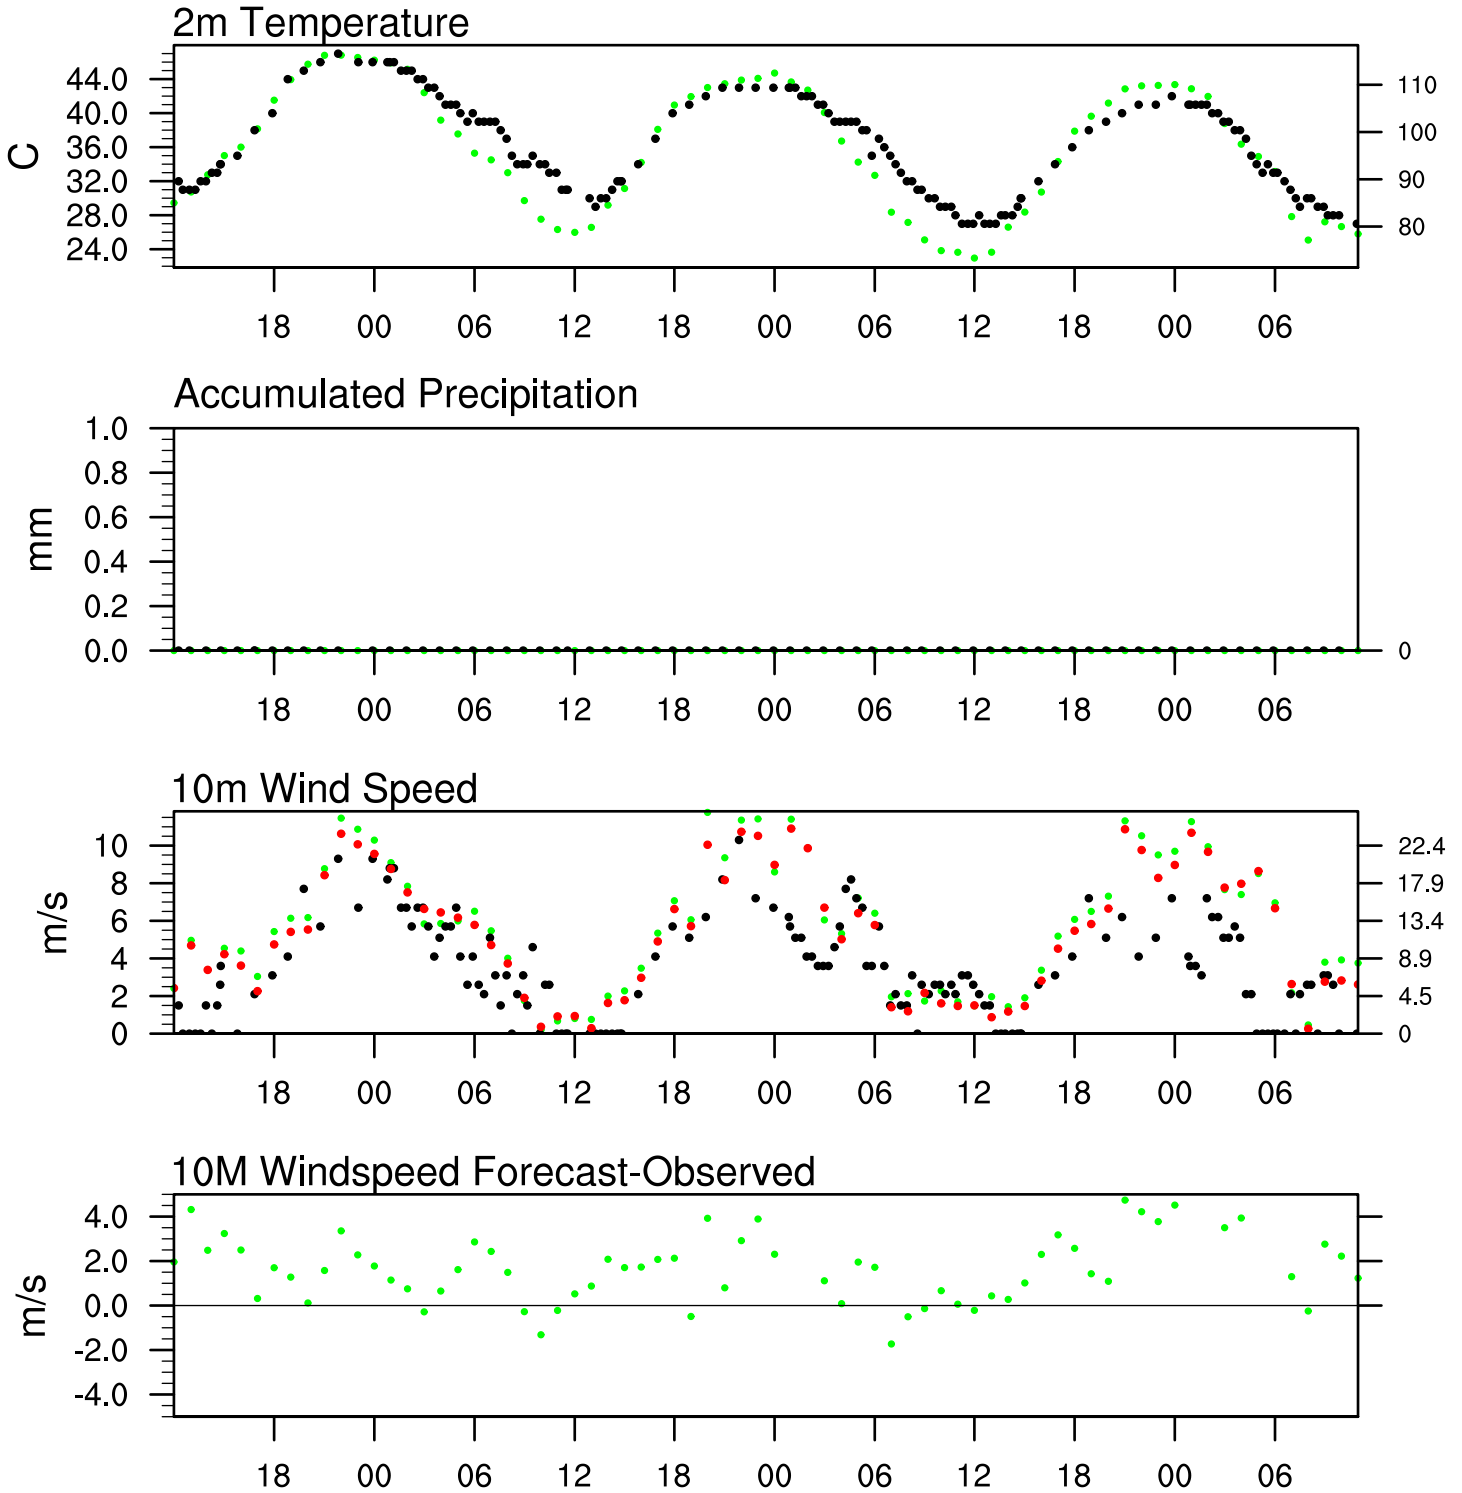 2m Temperature
C
44.0
40.0
36.0
32.0
28.0
24.0
110
100
90
80
18 00 06 12 18 00 06 12 18 00 06
Accumulated Precipitation
mm
1.0
0.8
0.6
0.4
0.2
0.0
0
18 00 06 12 18 00 06 12 18 00 06
10m Wind Speed
m/s
10
8
6
4
2
0
22.4
17.9
13.4
8.9
4.5
0
18 00 06 12 18 00 06 12 18 00 06
10M Windspeed Forecast-Observed
m/s
4.0
2.0
0.0
-2.0
-4.0
18 00 06 12 18 00 06 12 18 00 06